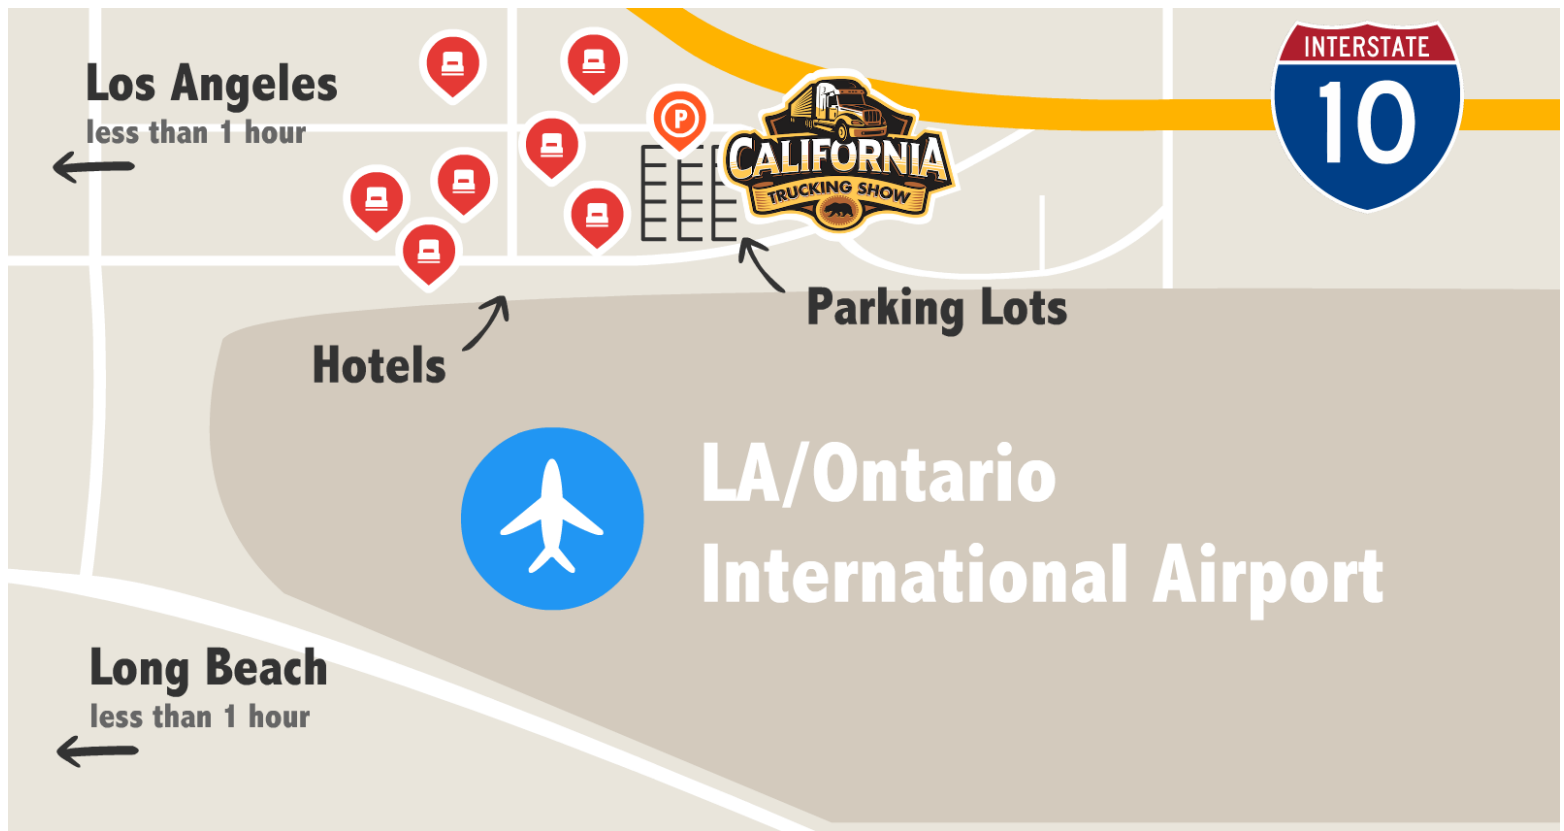 Los Angeles
less than 1 hour
P
CALIFORNIA
TRUCKING SHOW
INTERSTATE
10
Parking Lots
Hotels
LA/Ontario
International Airport
Long Beach
less than 1 hour